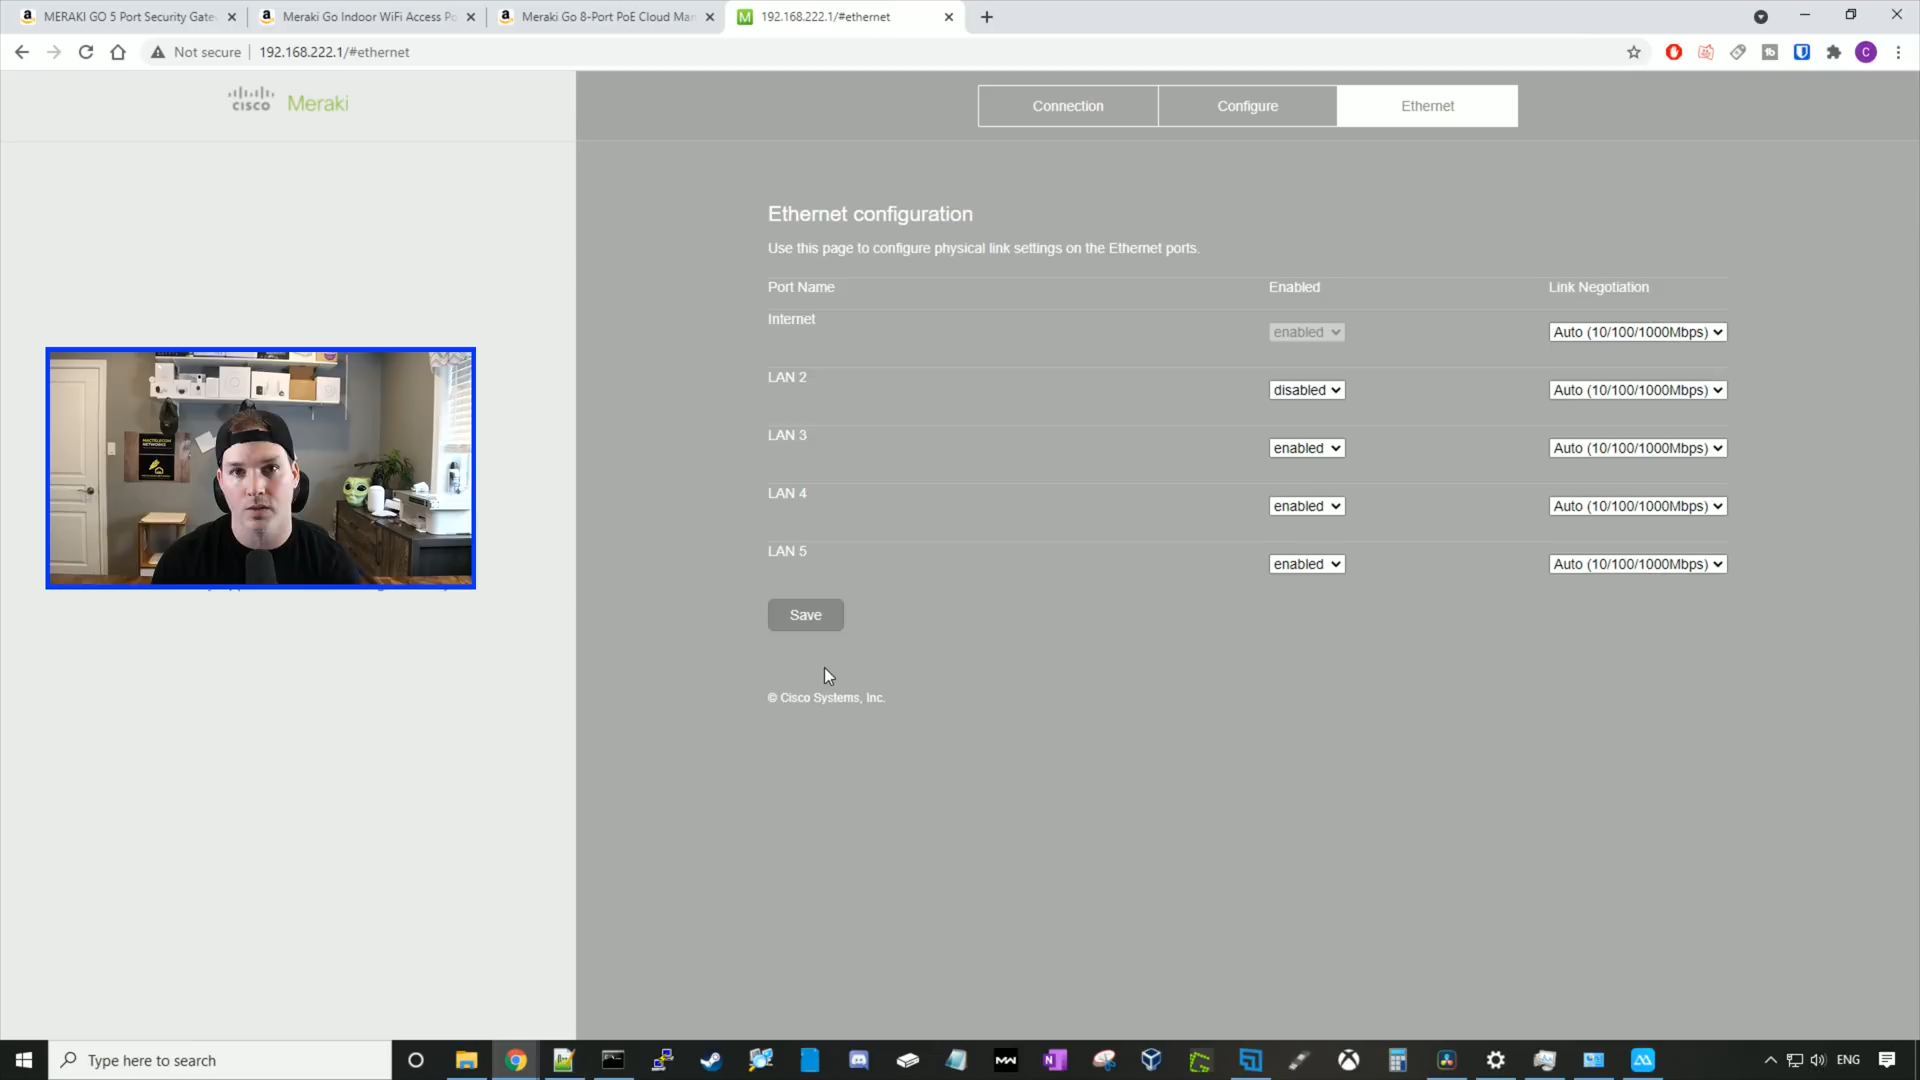 MERAKI GO 5 Port Security Gate
Meraki Go Indoor WiFi Access Po
Meraki Go 8-Port PoE Cloud Man
192.168.222.1/#ethernet
Not secure
192.168.222.1/#ethernet
C
cisco Meraki
Connection
Configure
Ethernet
Ethernet configuration
Use this page to configure physical link settings on the Ethernet ports.
Port Name Enabled Link Negotiation
Internet enabled Auto (10/100/1000Mbps)
LAN 2 disabled Auto (10/100/1000Mbps)
LAN 3 enabled Auto (10/100/1000Mbps)
LAN 4 enabled Auto (10/100/1000Mbps)
LAN 5 enabled Auto (10/100/1000Mbps)
Save
© Cisco Systems, Inc.
MACTELECOM
NETWORKS
Type here to search
MW
ENG